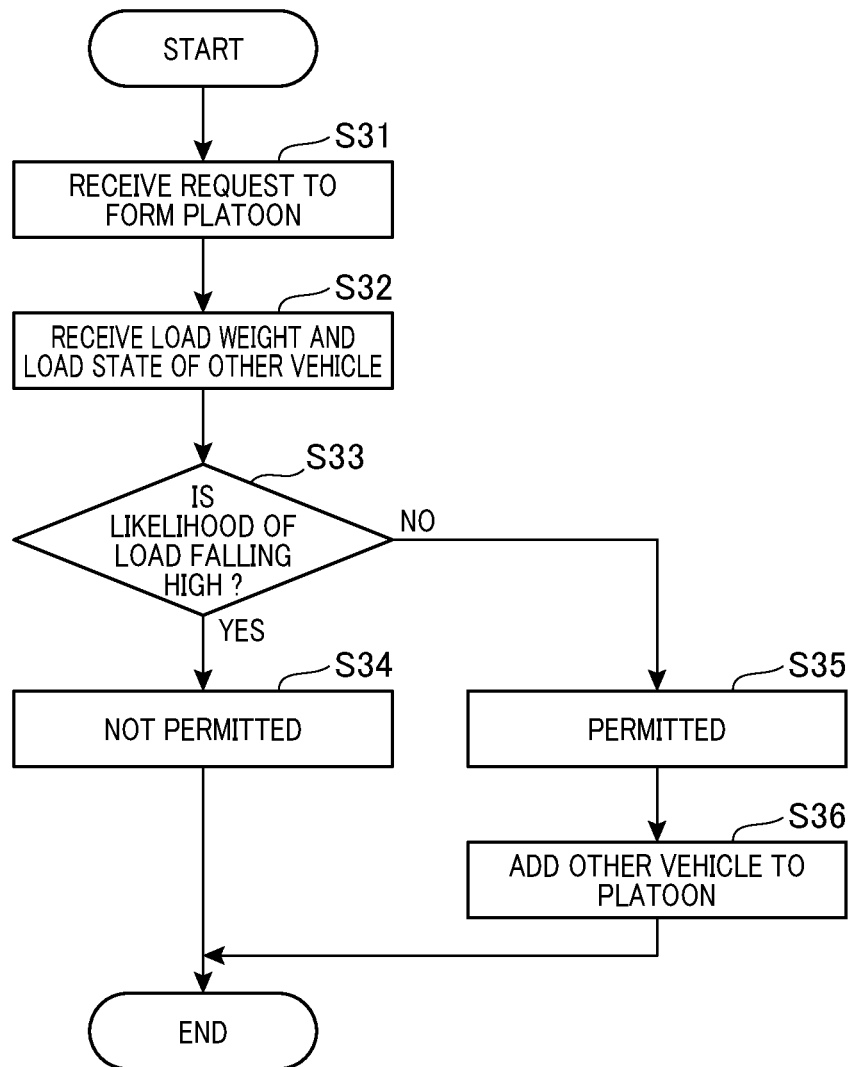 START
S31
RECEIVE REQUEST TO
FORM PLATOON
S32
RECEIVE LOAD WEIGHT AND
LOAD STATE OF OTHER VEHICLE
S33
IS
LIKELIHOOD OF
LOAD FALLING
HIGH ?
NO
YES
S34
NOT PERMITTED
S35
PERMITTED
S36
ADD OTHER VEHICLE TO
PLATOON
END